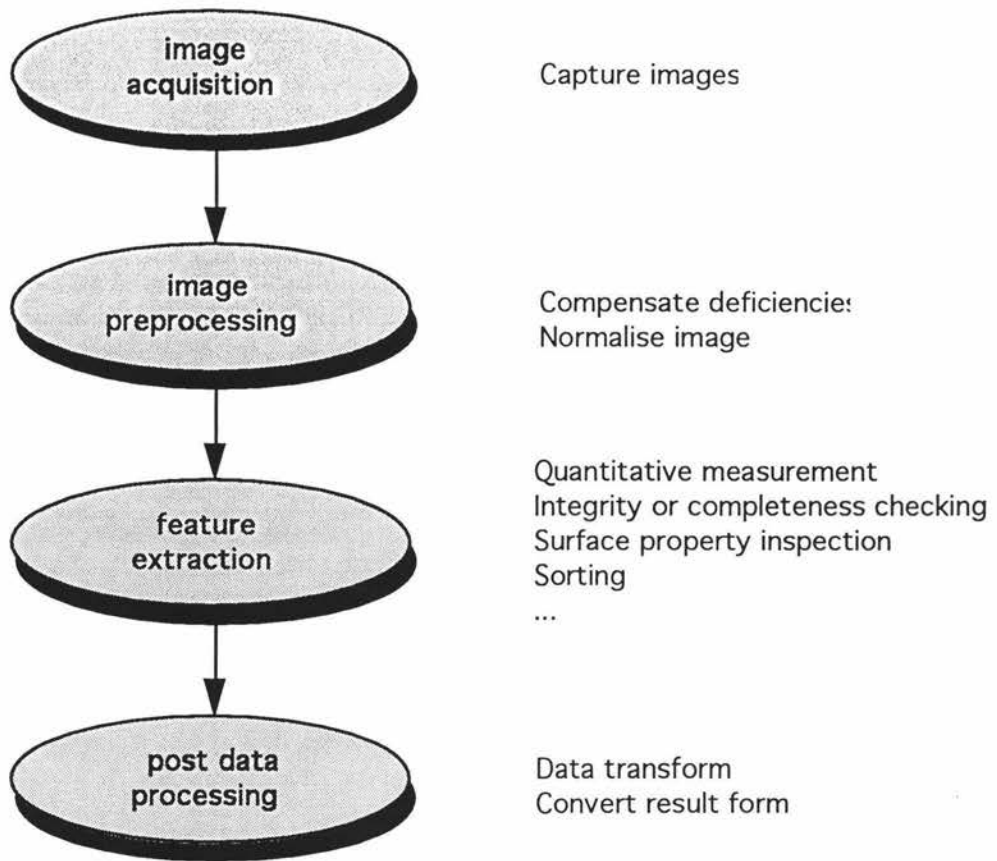 image
acquisition
Capture images
image
preprocessing
Compensate deficiencies
Normalise image
feature
extraction
Quantitative measurement
Integrity or completeness checking
Surface property inspection
Sorting
...
post data
processing
Data transform
Convert result form